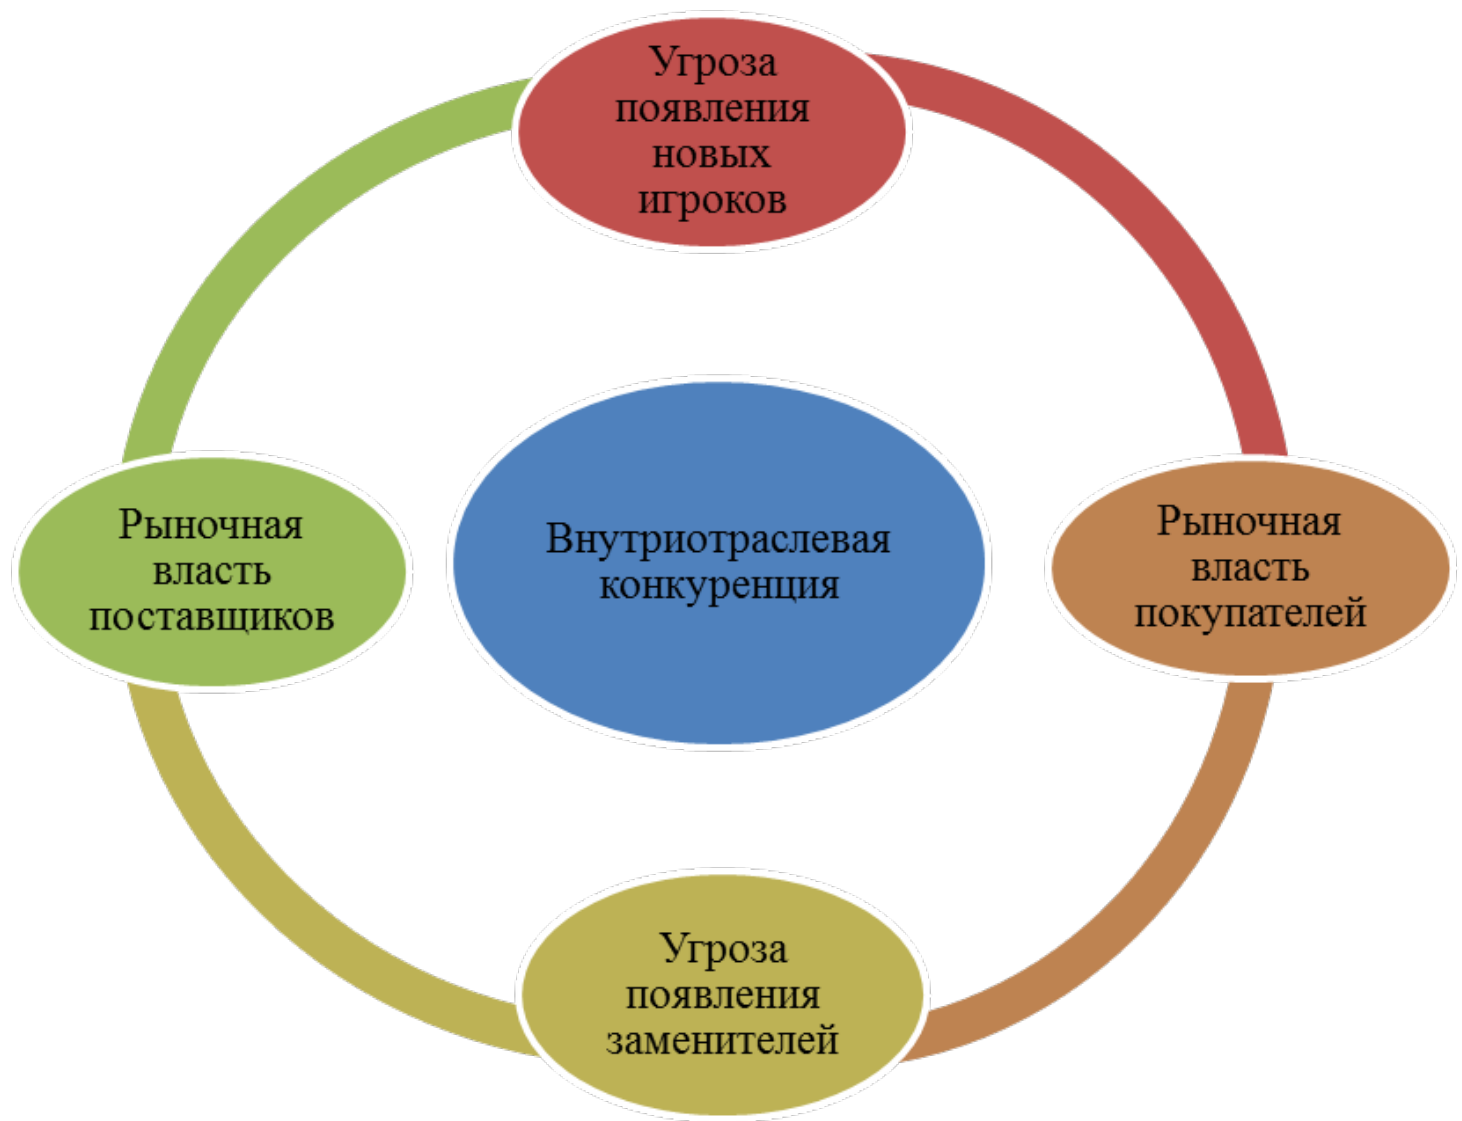 Угроза
появления
новых
игроков
Рыночная
власть
поставщиков
Внутриотраслевая
конкуренция
Рыночная
власть
покупателей
Угроза
появления
заменителей